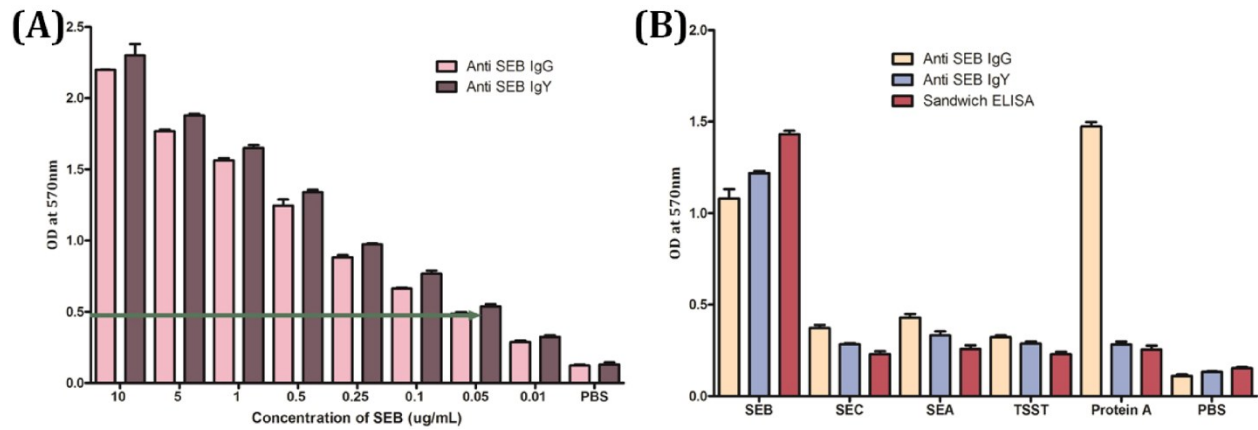 (A)
2.5
2.0
1.5
1.0
0.5
0.0
OD at 570nm
Anti SEB IgG
Anti SEB IgY
10 5 1 0.5 0.25 0.1 0.05 0.01 PBS
Concentration of SEB (ug/mL)
(B)
2.0
1.5
1.0
0.5
0.0
OD at 570nm
Anti SEB IgG
Anti SEB IgY
Sandwich ELISA
SEB SEC SEA TSST Protein A PBS